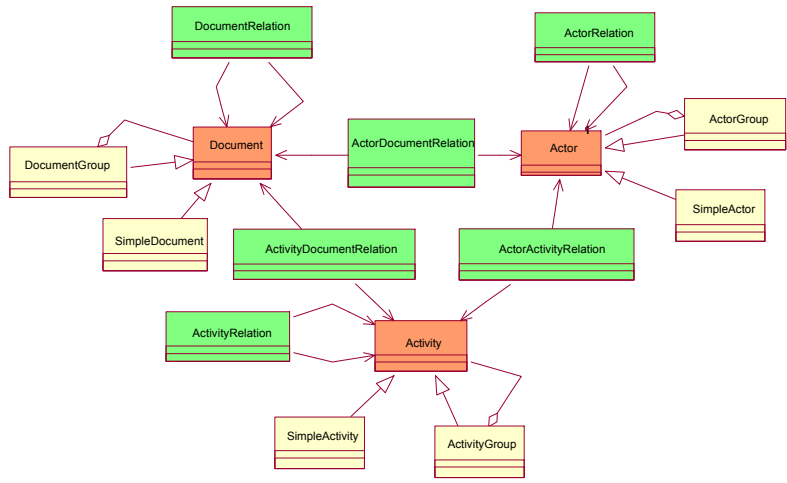 DocumentRelation
ActorRelation
ActorGroup
Document
ActorDocumentRelation
Actor
DocumentGroup
SimpleActor
SimpleDocument
ActivityDocumentRelation
ActorActivityRelation
ActivityRelation
Activity
SimpleActivity
ActivityGroup